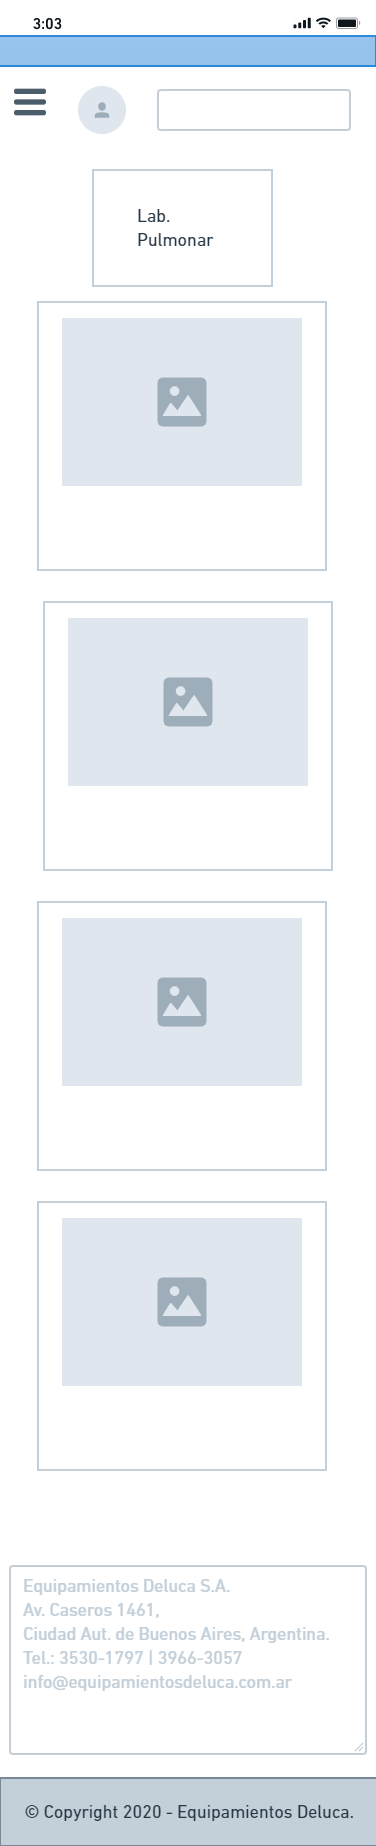 3:03
Lab.
Pulmonar
Equipamientos Deluca S.A.
Av. Caseros 1461,
Ciudad Aut. de Buenos Aires, Argentina.
Tel.: 3530-1797 | 3966-3057
info@equipamientosdeluca.com.ar
© Copyright 2020 - Equipamientos Deluca.